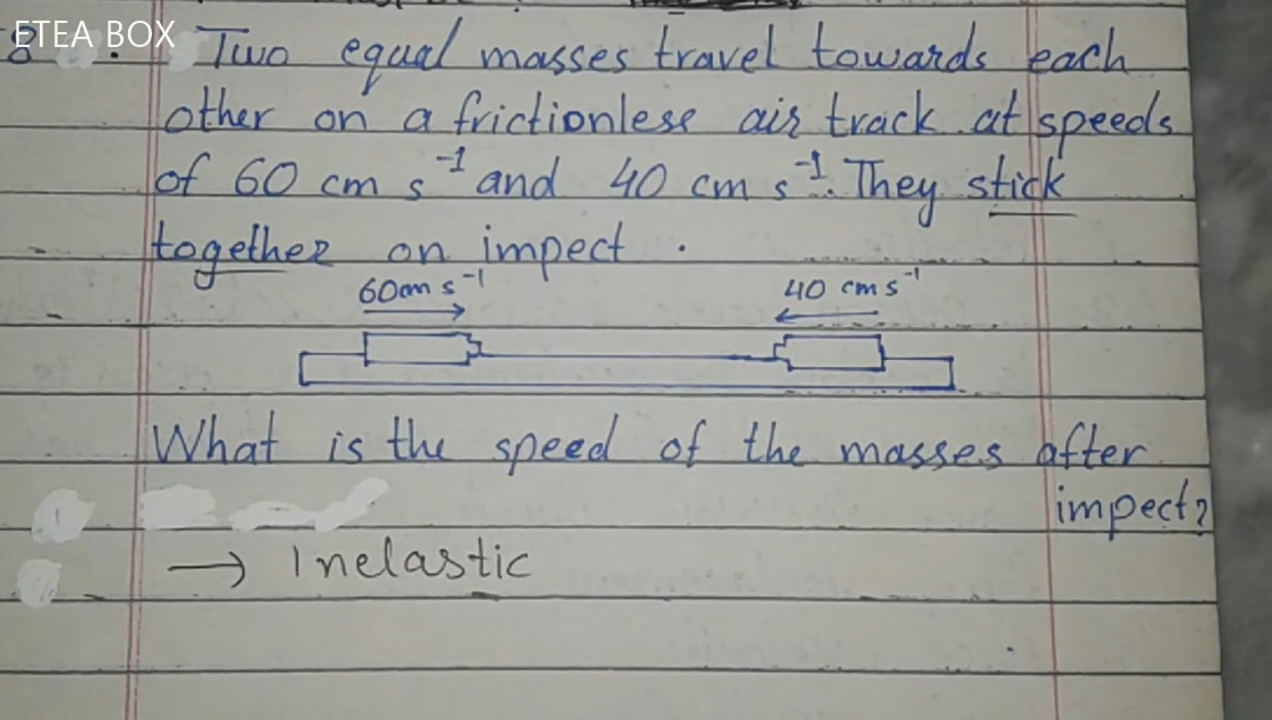 ETEA BOX
8. Two equal masses travel towards each
other on a frictionless air track at speeds
of 60 cm s⁻¹ and 40 cm s⁻¹. They stick
together on impect.
60cm s⁻¹ 40 cm s⁻¹
What is the speed of the masses after
impect?
→ Inelastic